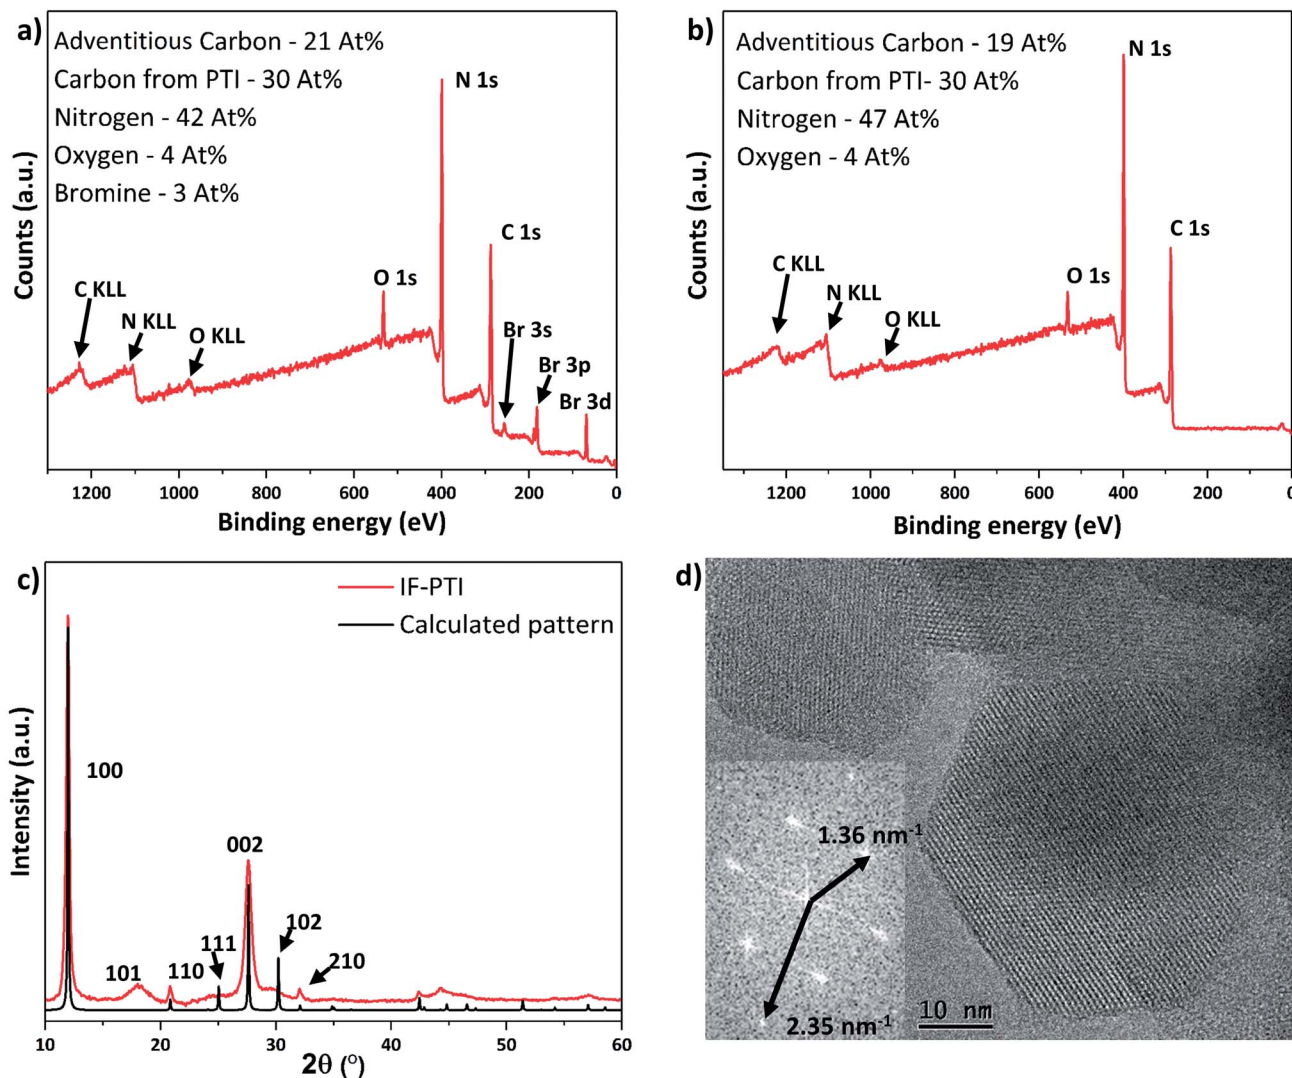 a)
Adventitious Carbon - 21 At%
Carbon from PTI - 30 At%
Nitrogen - 42 At%
Oxygen - 4 At%
Bromine - 3 At%
N 1s
C 1s
O 1s
C KLL
N KLL
O KLL
Br 3s
Br 3p
Br 3d
Counts (a.u.)
1200 1000 800 600 400 200 0
Binding energy (eV)
b)
Adventitious Carbon - 19 At%
Carbon from PTI- 30 At%
Nitrogen - 47 At%
Oxygen - 4 At%
N 1s
C 1s
O 1s
C KLL
N KLL
O KLL
Counts (a.u.)
1200 1000 800 600 400 200 0
Binding energy (eV)
c)
IF-PTI
Calculated pattern
100
002
102
111
101
110
210
Intensity (a.u.)
10 20 30 40 50 60
2θ (°)
d)
1.36 nm⁻¹
2.35 nm⁻¹
10 nm